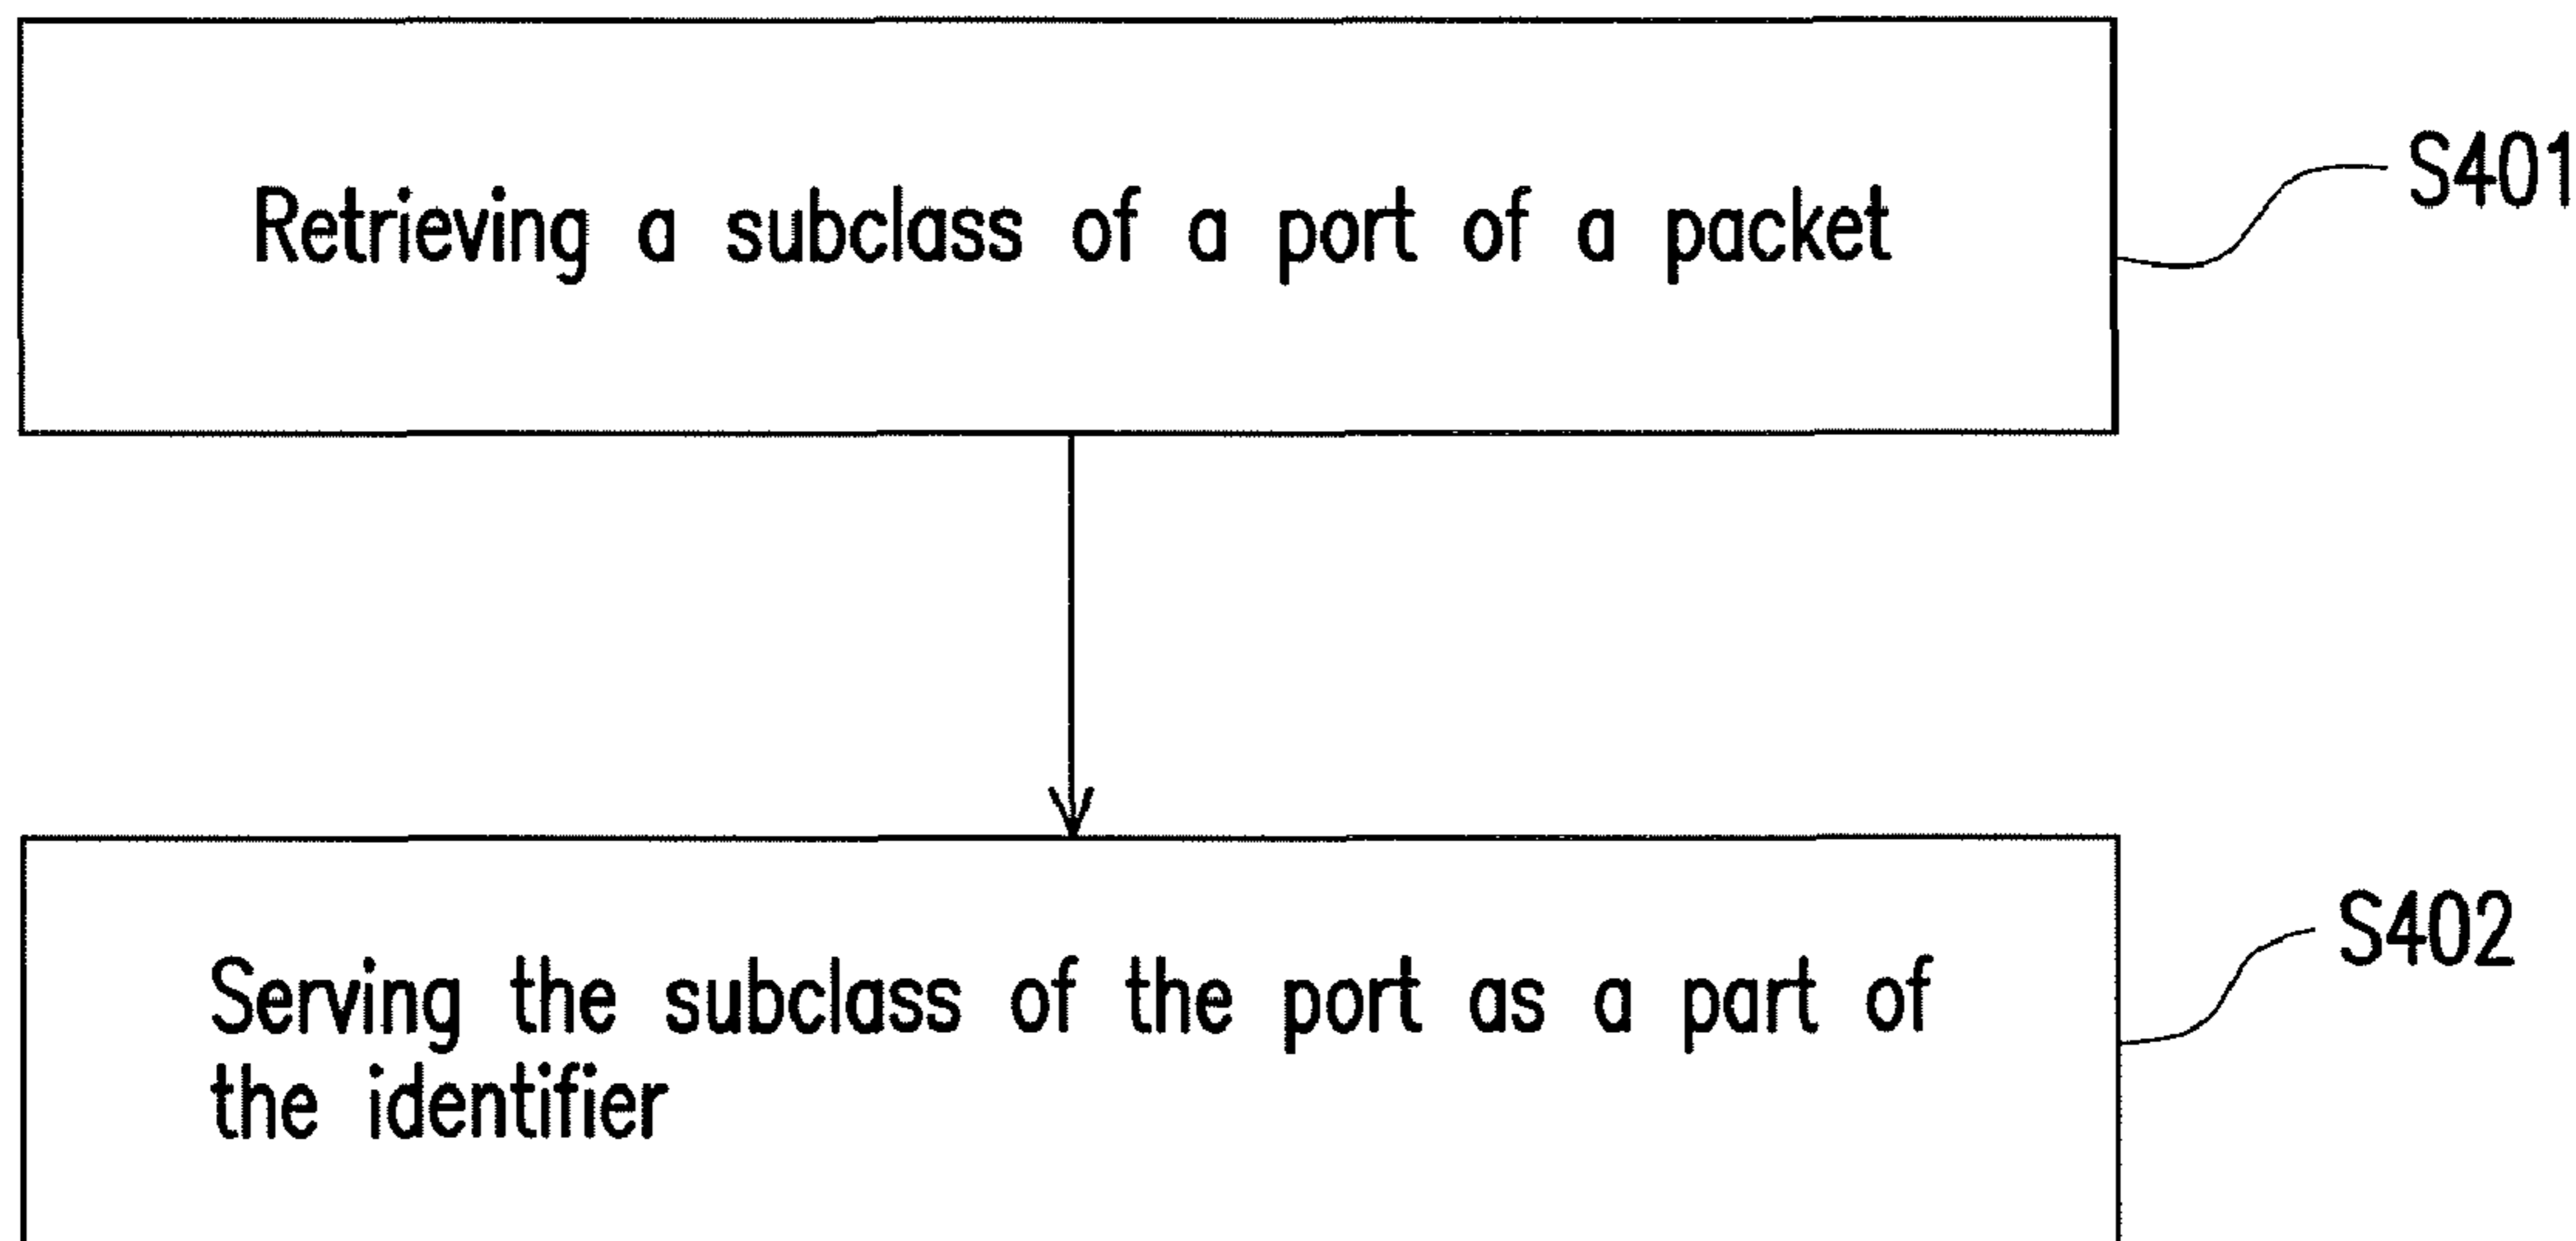 Retrieving a subclass of a port of a packet
S401
Serving the subclass of the port as a part of
the identifier
S402